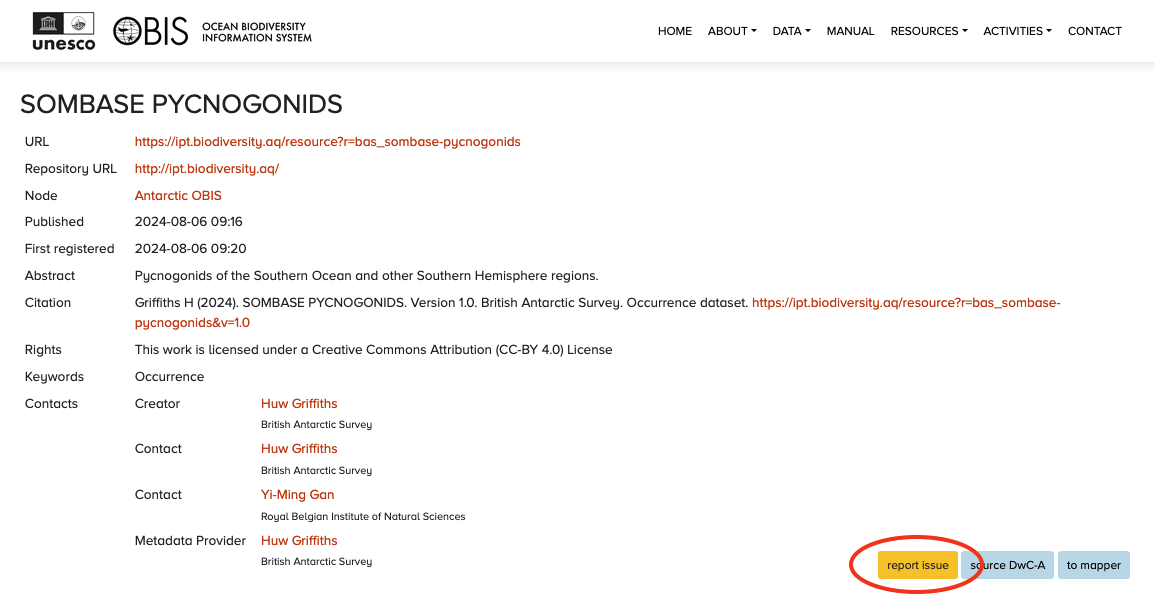 unesco
OBIS
OCEAN BIODIVERSITY
INFORMATION SYSTEM
HOME ABOUT DATA MANUAL RESOURCES ACTIVITIES CONTACT
SOMBASE PYCNOGONIDS
URL https://ipt.biodiversity.aq/resource?r=bas_sombase-pycnogonids
Repository URL http://ipt.biodiversity.aq/
Node Antarctic OBIS
Published 2024-08-06 09:16
First registered 2024-08-06 09:20
Abstract Pycnogonids of the Southern Ocean and other Southern Hemisphere regions.
Citation Griffiths H (2024). SOMBASE PYCNOGONIDS. Version 1.0. British Antarctic Survey. Occurrence dataset. https://ipt.biodiversity.aq/resource?r=bas_sombase-
pycnogonids&v=1.0
Rights This work is licensed under a Creative Commons Attribution (CC-BY 4.0) License
Keywords Occurrence
Contacts Creator Huw Griffiths
British Antarctic Survey
Contact Huw Griffiths
British Antarctic Survey
Contact Yi-Ming Gan
Royal Belgian Institute of Natural Sciences
Metadata Provider Huw Griffiths
British Antarctic Survey
report issue source DwC-A to mapper